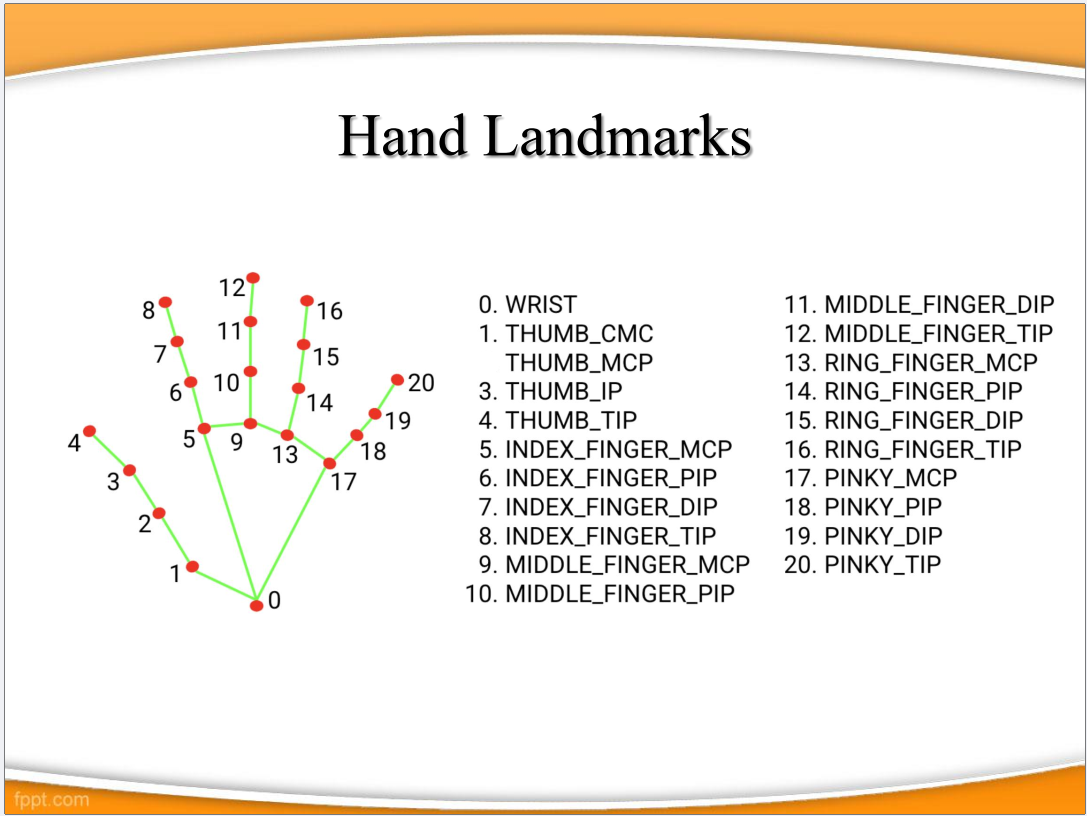 Hand Landmarks
12
8
16
11
7
15
20
10
6
14
19
4
5
9
13
18
3
17
2
1
0
0. WRIST
1. THUMB_CMC
THUMB_MCP
3. THUMB_IP
4. THUMB_TIP
5. INDEX_FINGER_MCP
6. INDEX_FINGER_PIP
7. INDEX_FINGER_DIP
8. INDEX_FINGER_TIP
9. MIDDLE_FINGER_MCP
10. MIDDLE_FINGER_PIP
11. MIDDLE_FINGER_DIP
12. MIDDLE_FINGER_TIP
13. RING_FINGER_MCP
14. RING_FINGER_PIP
15. RING_FINGER_DIP
16. RING_FINGER_TIP
17. PINKY_MCP
18. PINKY_PIP
19. PINKY_DIP
20. PINKY_TIP
fppt.com